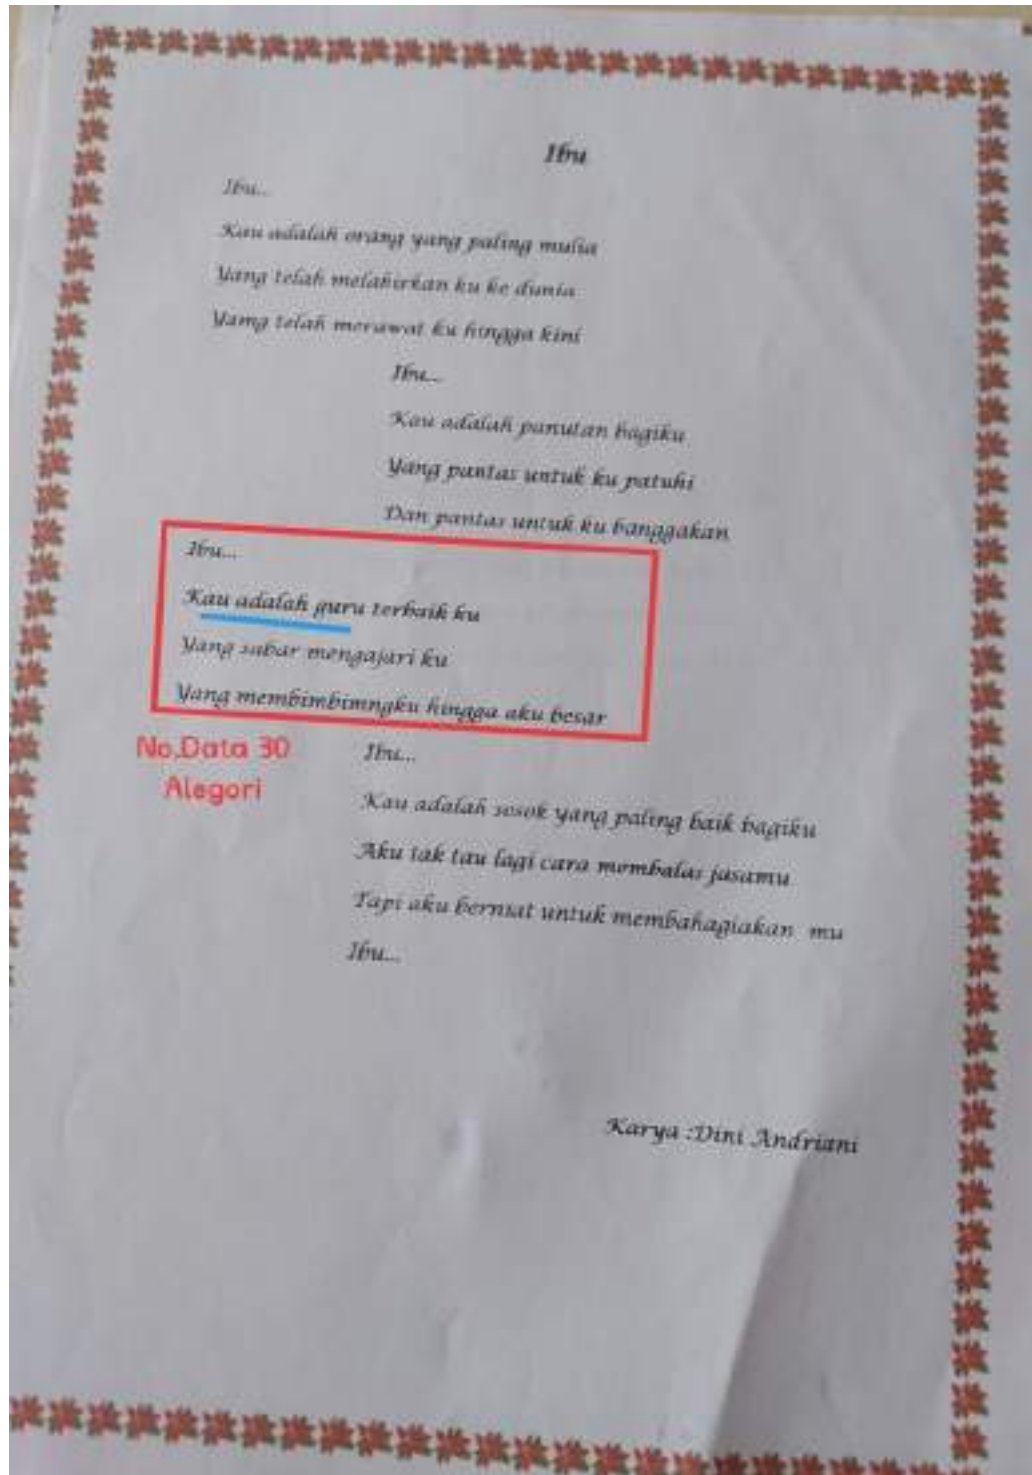 Ibu
Ibu...
Kau adalah orang yang paling mulia
Yang telah melahirkan ku ke dunia
Yamg telah merawat ku hingga kini
Ibu...
Kau adalah panutan bagiku
Yang pantas untuk ku patuhi
Dan pantas untuk ku banggakan
Ibu...
Kau adalah guru terbaik ku
Yang sabar mengajari ku
Yang membimbimngku hingga aku besar
No.Data 30
Alegori
Ibu...
Kau adalah sosok yang paling baik bagiku
Aku tak tau lagi cara membalas jasamu
Tapi aku berniat untuk membahagiakan mu
Ibu...
Karya :Dini Andriani